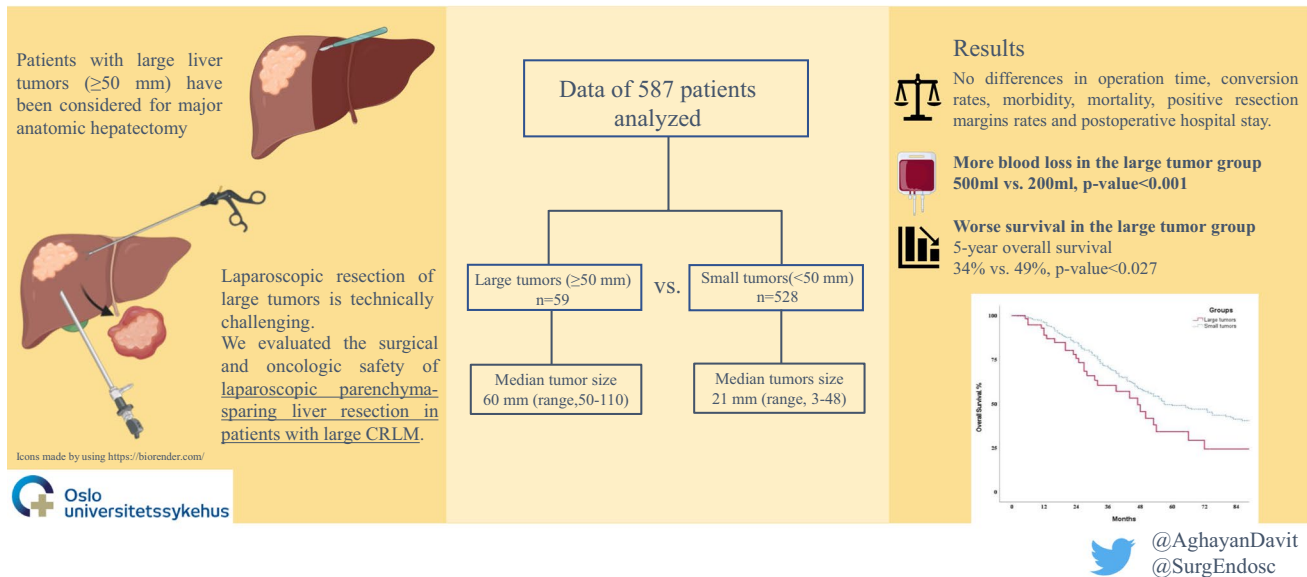 Patients with large liver
tumors (≥50 mm) have
been considered for major
anatomic hepatectomy
Laparoscopic resection of
large tumors is technically
challenging.
We evaluated the surgical
and oncologic safety of
laparoscopic parenchyma-
sparing liver resection in
patients with large CRLM.
Icons made by using https://biorender.com/
Oslo
universitetssykehus
Data of 587 patients
analyzed
Large tumors (≥50 mm)
n=59
vs.
Small tumors(<50 mm)
n=528
Median tumor size
60 mm (range,50-110)
Median tumors size
21 mm (range, 3-48)
Results
No differences in operation time, conversion
rates, morbidity, mortality, positive resection
margins rates and postoperative hospital stay.
More blood loss in the large tumor group
500ml vs. 200ml, p-value<0.001
Worse survival in the large tumor group
5-year overall survival
34% vs. 49%, p-value<0.027
Groups
Large tumors
Small tumors
Overall Survival, %
100
75
50
25
0
0 12 24 36 48 60 72 84
Months
@AghayanDavit
@SurgEndosc